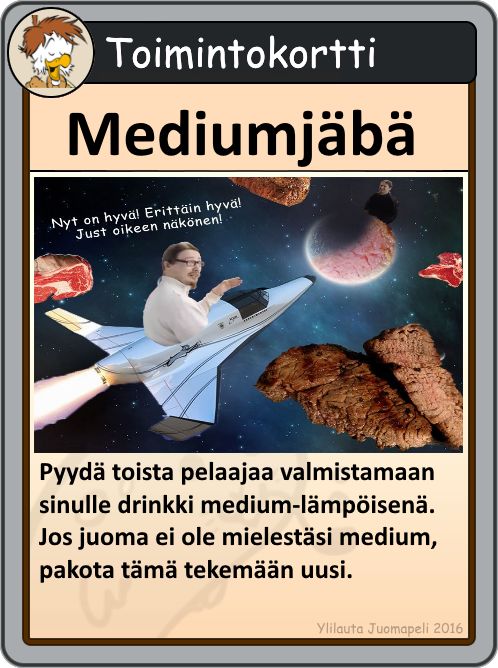 Toimintokortti
Mediumjäbä
Nyt on hyvä! Erittäin hyvä!
Just oikeen näkönen!
Pyydä toista pelaajaa valmistamaan
sinulle drinkki medium-lämpöisenä.
Jos juoma ei ole mielestäsi medium,
pakota tämä tekemään uusi.
Ylilauta Juomapeli 2016